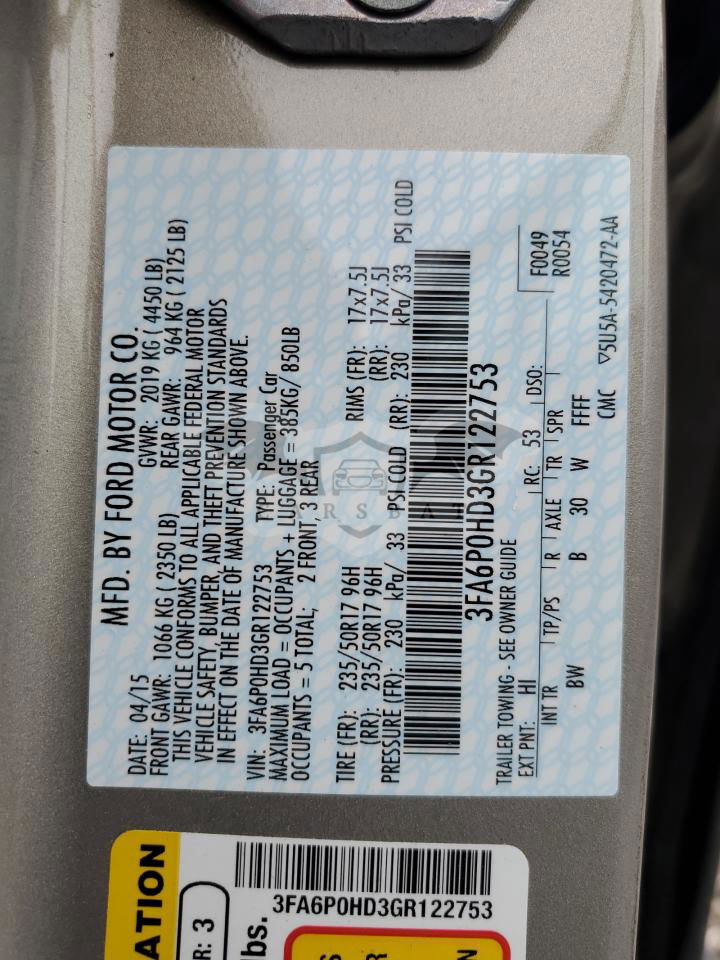 MFD. BY FORD MOTOR CO.
DATE: 04/15 GVWR: 2019 KG ( 4450 LB)
FRONT GAWR: 1066 KG ( 2350 LB) REAR GAWR: 964 KG ( 2125 LB)
THIS VEHICLE CONFORMS TO ALL APPLICABLE FEDERAL MOTOR
VEHICLE SAFETY, BUMPER, AND THEFT PREVENTION STANDARDS
IN EFFECT ON THE DATE OF MANUFACTURE SHOWN ABOVE.
VIN: 3FA6P0HD3GR122753 TYPE: Passenger Car
MAXIMUM LOAD = OCCUPANTS + LUGGAGE = 385KG/ 850LB
OCCUPANTS = 5 TOTAL; 2 FRONT, 3 REAR
TIRE (FR): 235/50R17 96H RIMS (FR): 17x7.5J
(RR): 235/50R17 96H (RR): 17x7.5J
PRESSURE (FR): 230 kPa/ 33 PSI COLD (RR): 230 kPa/ 33 PSI COLD
3FA6P0HD3GR122753
TRAILER TOWING - SEE OWNER GUIDE F0049
EXT PNT: HI RC: 53 DSO: R0054
INT TR TP/PS R AXLE TR SPR
BW B 30 W FFFF
CMC ▽5U5A-5420472-AA
ATION
R: 3
lbs.
3FA6P0HD3GR122753